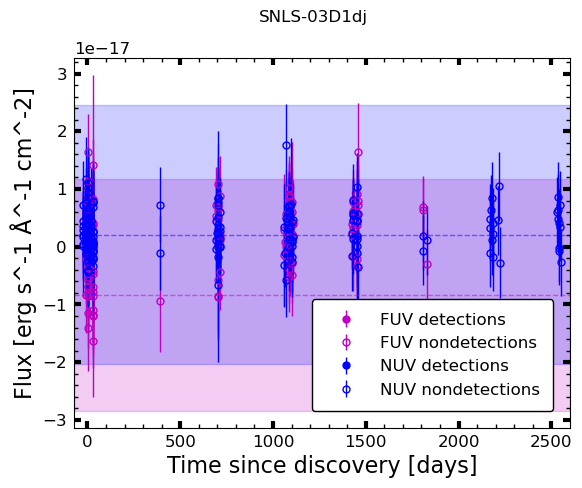 SNLS-03D1dj
1e−17
3
2
1
0
−1
−2
−3
Flux [erg s^-1 Å^-1 cm^-2]
FUV detections
FUV nondetections
NUV detections
NUV nondetections
0 500 1000 1500 2000 2500
Time since discovery [days]